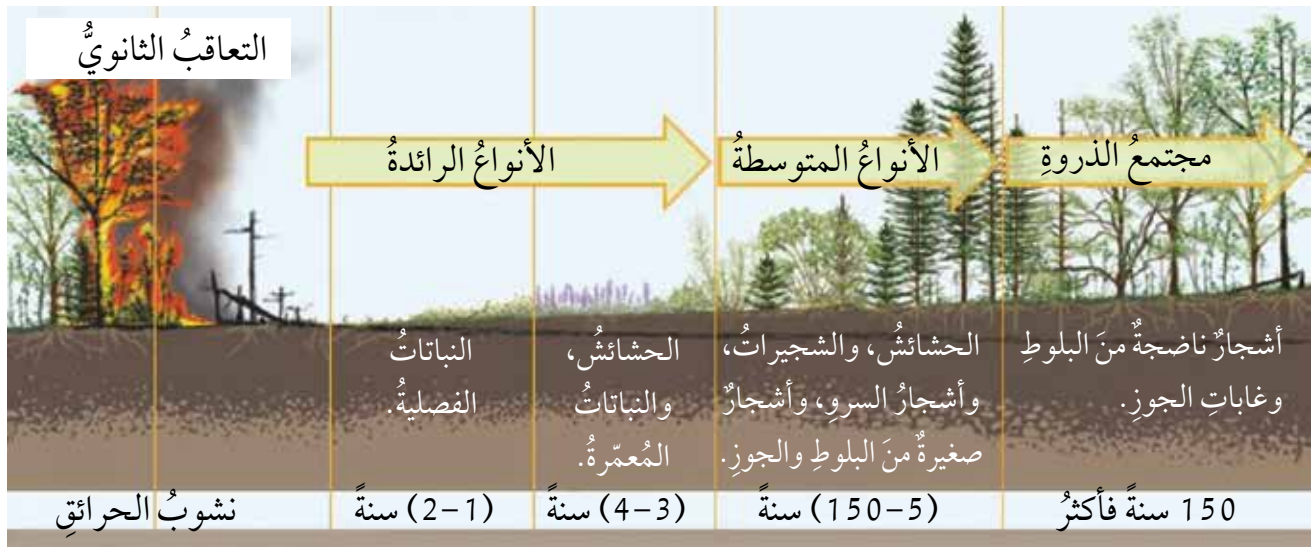 التعاقبُ الثانويُّ
الأنواعُ الرائدةُ
الأنواعُ المتوسطةُ
مجتمعُ الذروةِ
النباتاتُ
الفصليةُ.
الحشائشُ،
والنباتاتُ
المُعمّرةُ.
الحشائشُ، والشجيراتُ،
وأشجارُ السروِ، وأشجارٌ
صغيرةٌ منَ البلوطِ والجوزِ.
أشجارٌ ناضجةٌ منَ البلوطِ
وغاباتِ الجوزِ.
نشوبُ الحرائقِ
(1–2) سنةً
(3–4) سنةً
(5–150) سنةً
150 سنةً فأكثرُ